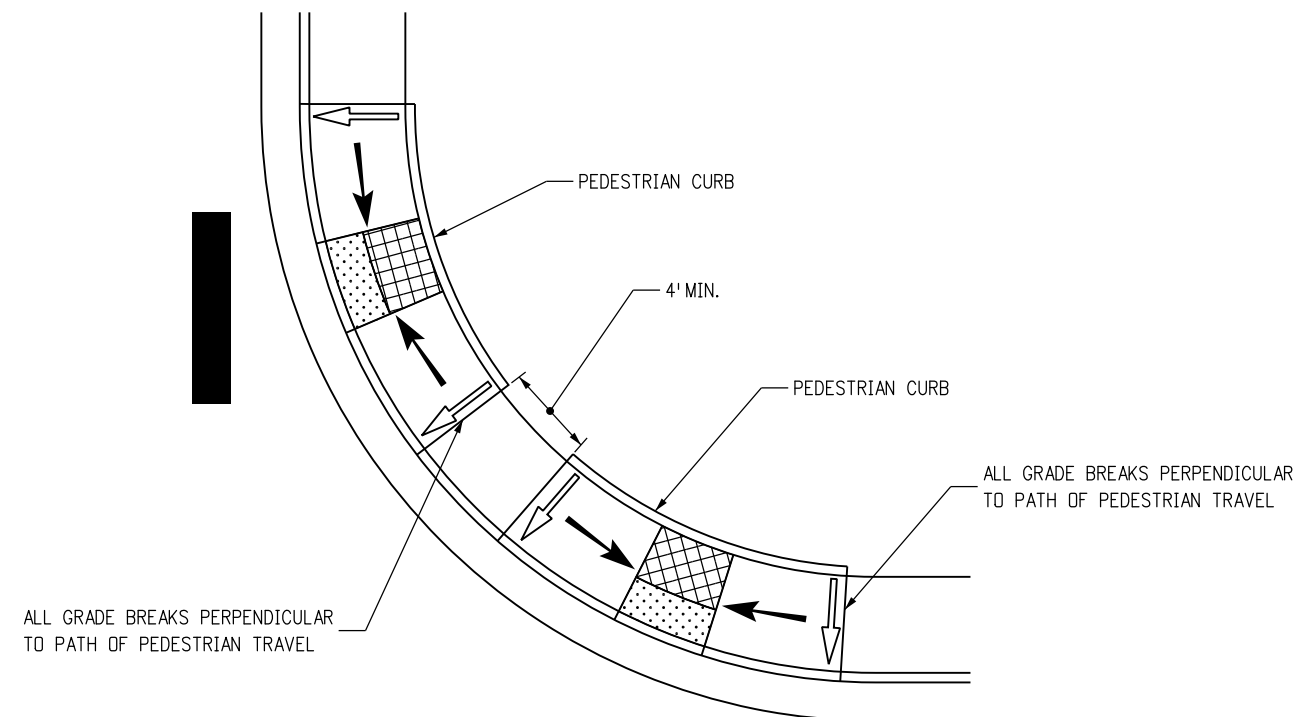 PEDESTRIAN CURB
4' MIN.
PEDESTRIAN CURB
ALL GRADE BREAKS PERPENDICULAR
TO PATH OF PEDESTRIAN TRAVEL
ALL GRADE BREAKS PERPENDICULAR
TO PATH OF PEDESTRIAN TRAVEL